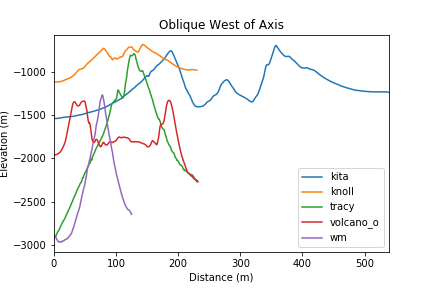 Oblique West of Axis
Elevation (m)
−1000
−1500
−2000
−2500
−3000
kita
knoll
tracy
volcano_o
wm
0
100
200
300
400
500
Distance (m)